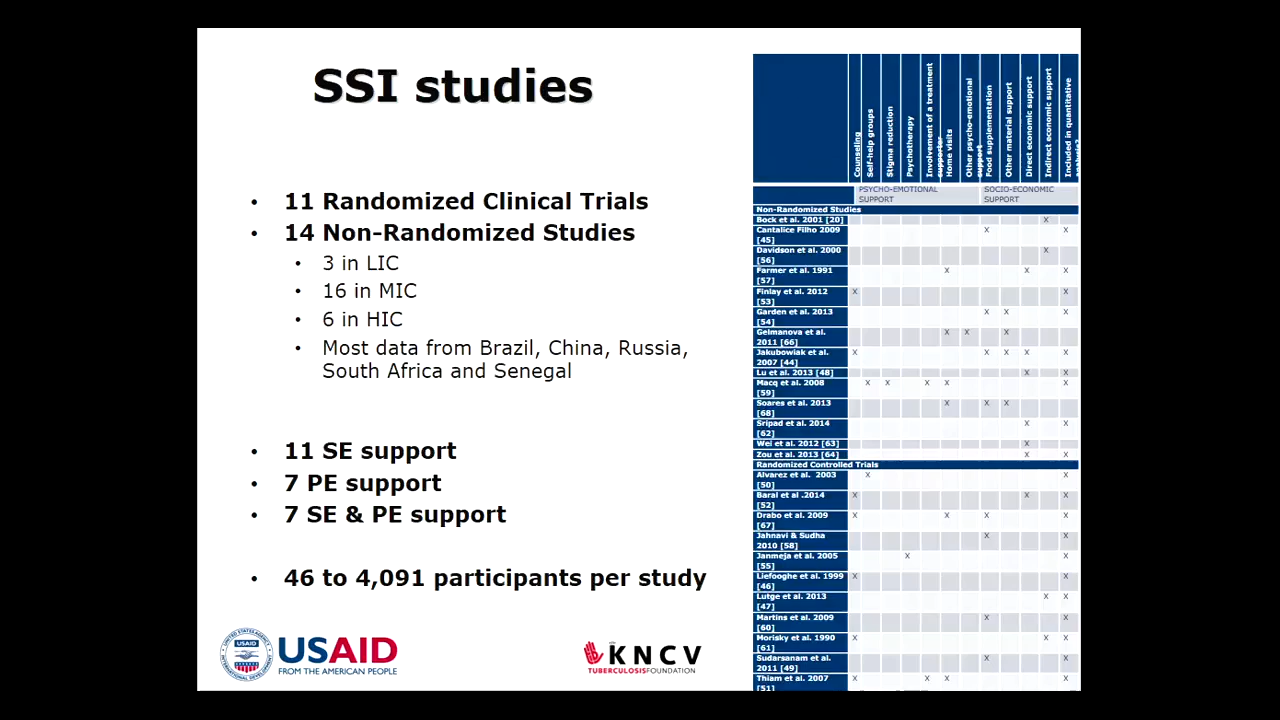 SSI studies
• 11 Randomized Clinical Trials
• 14 Non-Randomized Studies
• 3 in LIC
• 16 in MIC
• 6 in HIC
• Most data from Brazil, China, Russia,
South Africa and Senegal
• 11 SE support
• 7 PE support
• 7 SE & PE support
• 46 to 4,091 participants per study
USAID
FROM THE AMERICAN PEOPLE
KNCV
TUBERCULOSISFOUNDATION
Counseling
Self-help groups
Stigma reduction
Psychotherapy
Involvement of a treatment
supporter
Home visits
Other psycho-emotional
support
Food supplementation
Other material support
Direct economic support
Indirect economic support
Included in quantitative
PSYCHO-EMOTIONAL
SUPPORT
SOCIO-ECONOMIC
SUPPORT
Non-Randomized Studies
Bock et al. 2001 [20] X
Cantalice Filho 2009 X X
[45]
Davidson et al. 2000 X
[56]
Farmer et al. 1991 X X X
[57]
Finlay et al. 2012 X X
[53]
Garden et al. 2013 X X X
[54]
Gelmanova et al. X X X
2011 [66]
Jakubowiak et al. X X X X X
2007 [44]
Lu et al. 2013 [48] X X
Macq et al. 2008 X X X X X
[59]
Soares et al. 2013 X X X
[68]
Sripad et al. 2014 X X
[62]
Wei et al. 2012 [63] X
Zou et al. 2013 [64] X X
Randomized Controlled Trials
Alvarez et al. 2003 X X
[50]
Baral et al .2014 X X X
[52]
Drabo et al. 2009 X X X X
[67]
Jahnavi & Sudha X X
2010 [58]
Janmeja et al. 2005 X X
[55]
Liefooghe et al. 1999 X X
[46]
Lutge et al. 2013 X X
[47]
Martins et al. 2009 X X
[60]
Morisky et al. 1990 X X X
[61]
Sudarsanam et al. X X
2011 [49]
Thiam et al. 2007 X X X X
[51]